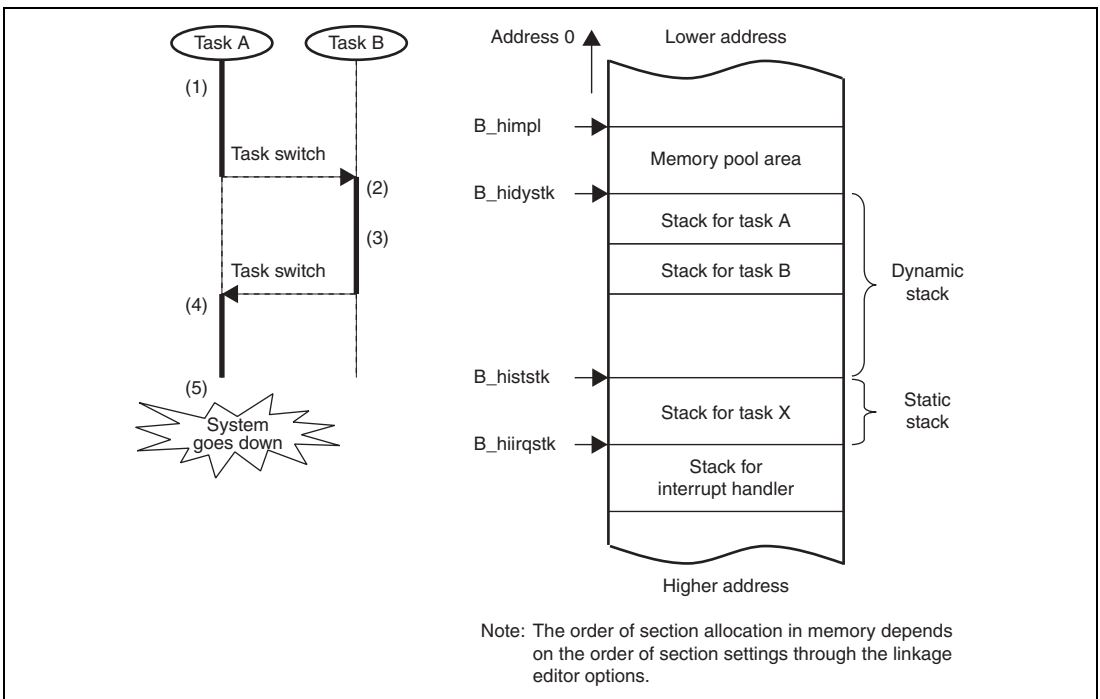 Task A
Task B
(1)
Task switch
(2)
(3)
Task switch
(4)
(5)
System
goes down
Address 0
Lower address
B_himpl
Memory pool area
B_hidystk
Stack for task A
Stack for task B
Dynamic
stack
B_histstk
Stack for task X
Static
stack
B_hiirqstk
Stack for
interrupt handler
Higher address
Note: The order of section allocation in memory depends
on the order of section settings through the linkage
editor options.